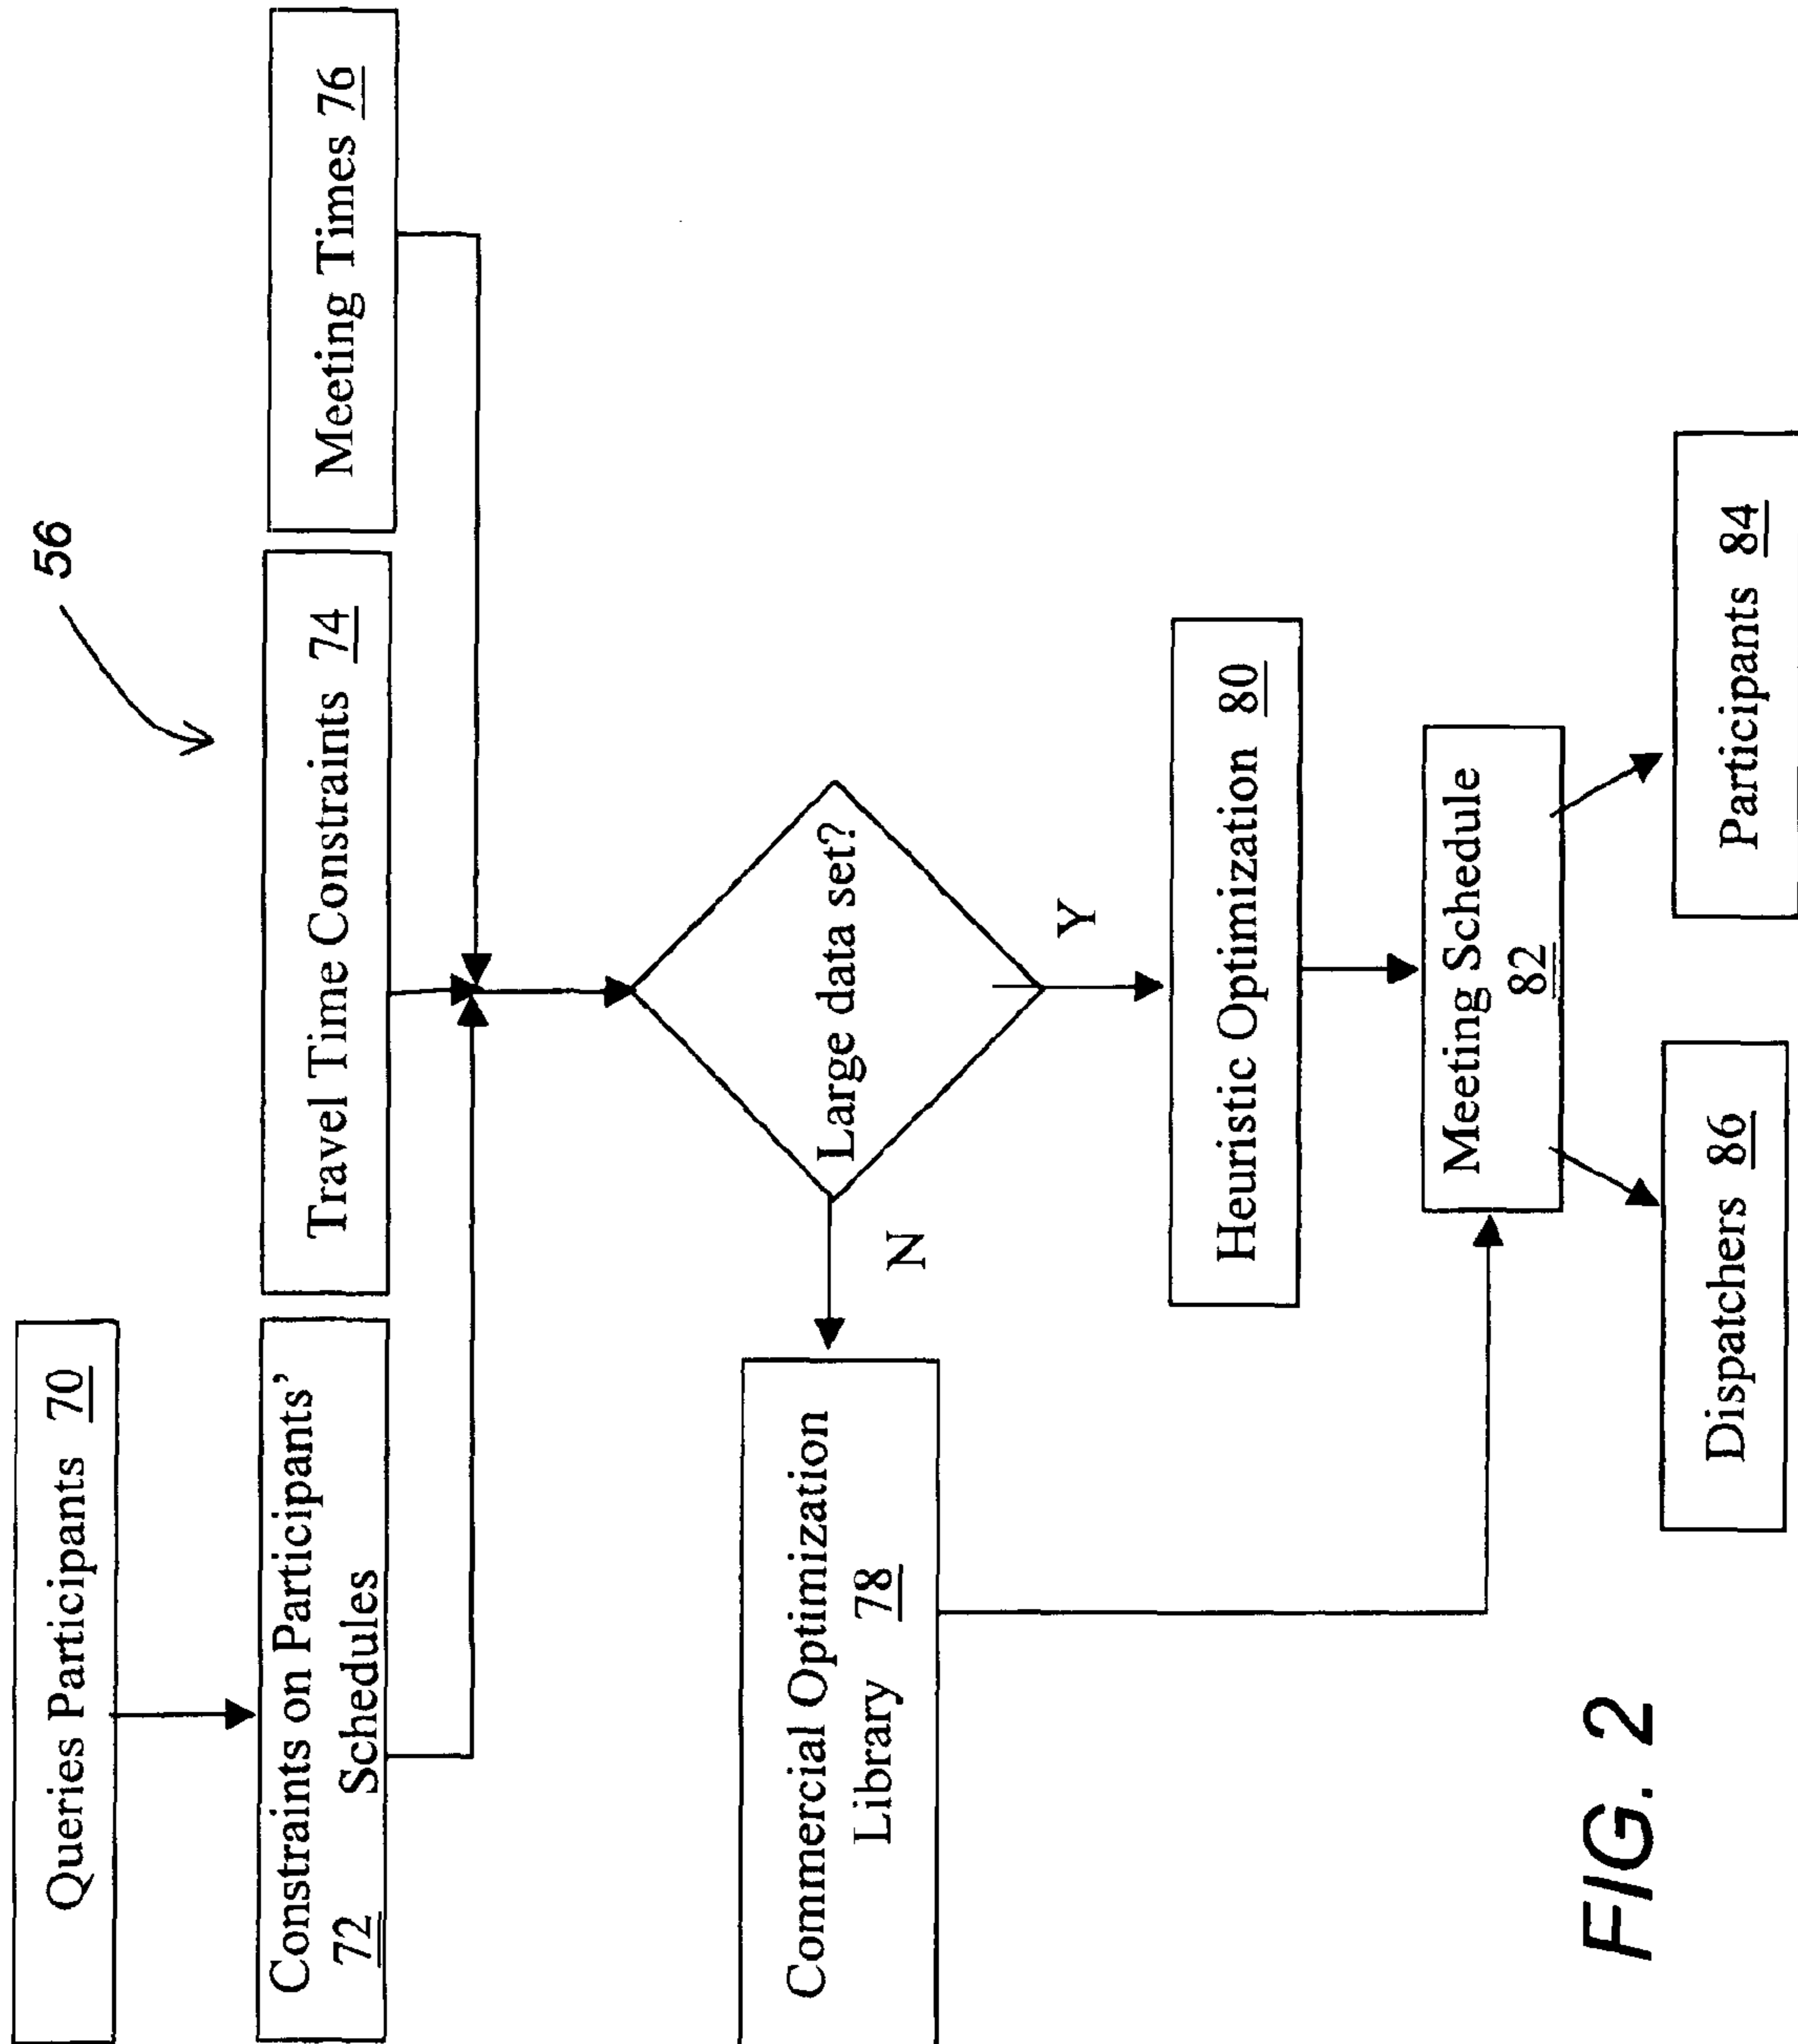 56
Queries Participants 70
Constraints on Participants'
72 Schedules
Travel Time Constraints 74
Meeting Times 76
Large data set?
N
Y
Commercial Optimization
Library 78
Heuristic Optimization 80
Meeting Schedule
82
Dispatchers 86
Participants 84
FIG. 2